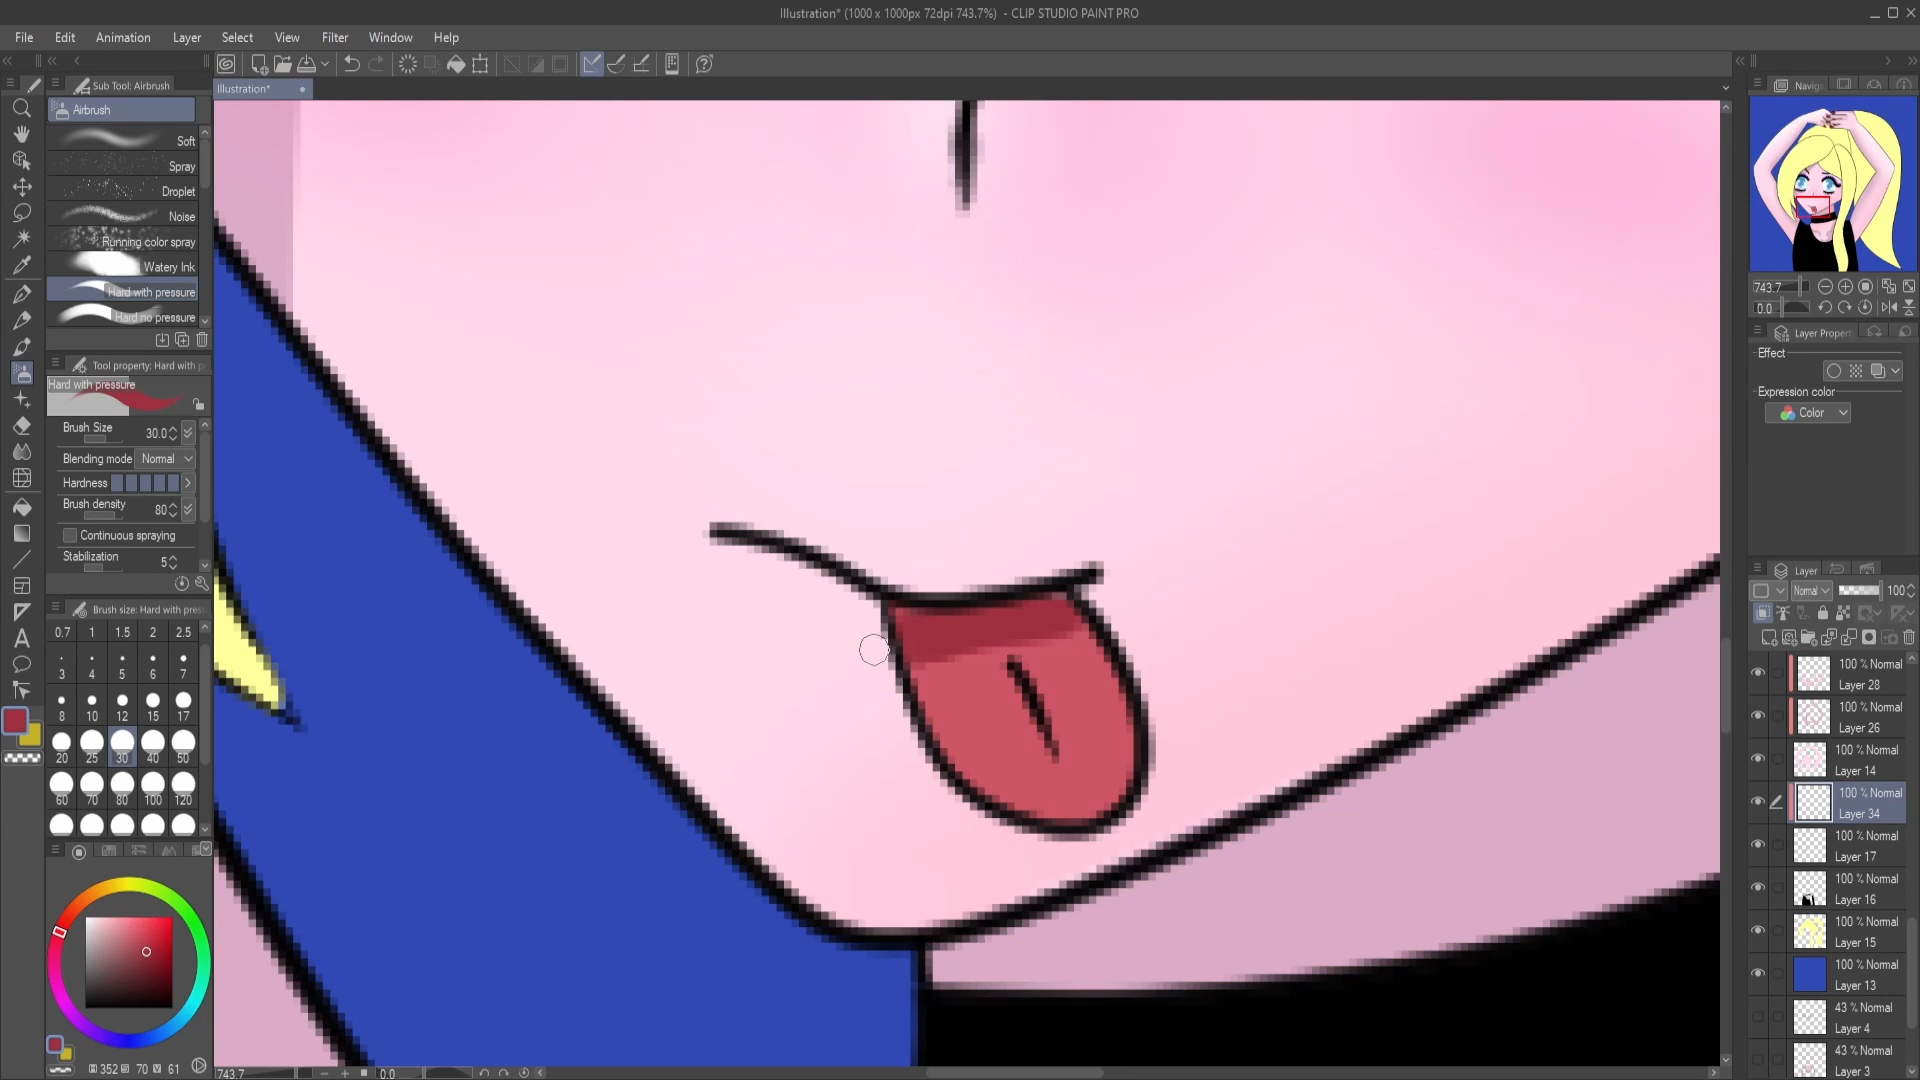 Illustration* (1000 x 1000px 72dpi 743.7%) - CLIP STUDIO PAINT PRO
File Edit Animation Layer Select View Filter Window Help
Sub Tool: Airbrush
Illustration*
Airbrush
Soft
Spray
Droplet
Noise
Running color spray
Watery Ink
Hard with pressure
Hard no pressure
Tool property: Hard with p
Hard with pressure
Brush Size 30.0
Blending mode Normal
Hardness
Brush density 80
Continuous spraying
Stabilization 5
Brush size: Hard with pres
0.7 1 1.5 2 2.5
3 4 5 6 7
8 10 12 15 17
20 25 30 40 50
60 70 80 100 120
352 70 61
743.7 0.0
Navig
743.7
0.0
Layer Propert
Effect
Expression color
Color
Layer
Normal 100
100 % Normal
Layer 28
100 % Normal
Layer 26
100 % Normal
Layer 14
100 % Normal
Layer 34
100 % Normal
Layer 17
100 % Normal
Layer 16
100 % Normal
Layer 15
100 % Normal
Layer 13
43 % Normal
Layer 4
43 % Normal
Layer 3